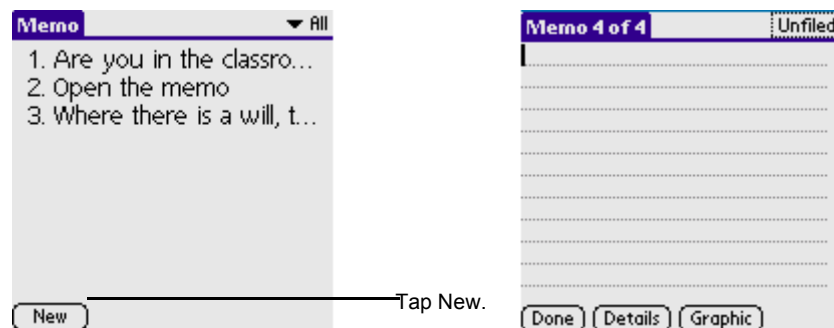 Memo
All
1. Are you in the classro...
2. Open the memo
3. Where there is a will, t...
New
Tap New.
Memo 4 of 4
Unfiled
Done
Details
Graphic